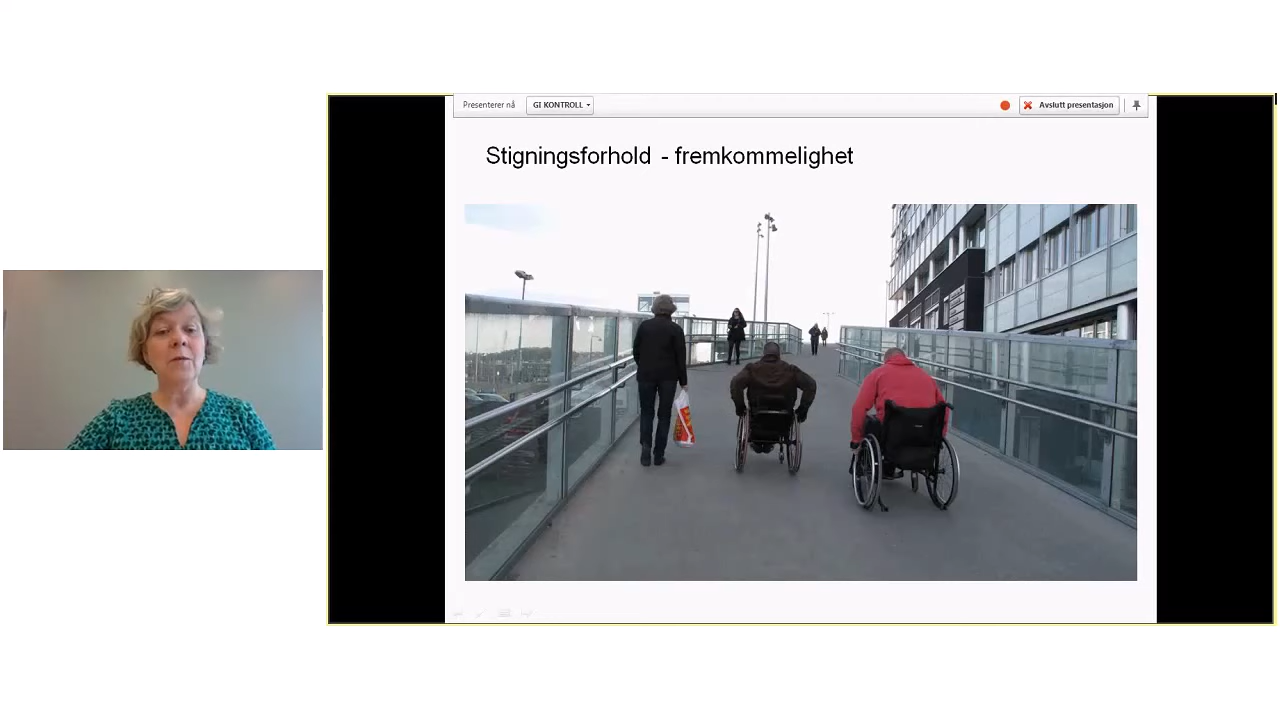 Presenterer nå
GI KONTROLL
Avslutt presentasjon
Stigningsforhold - fremkommelighet